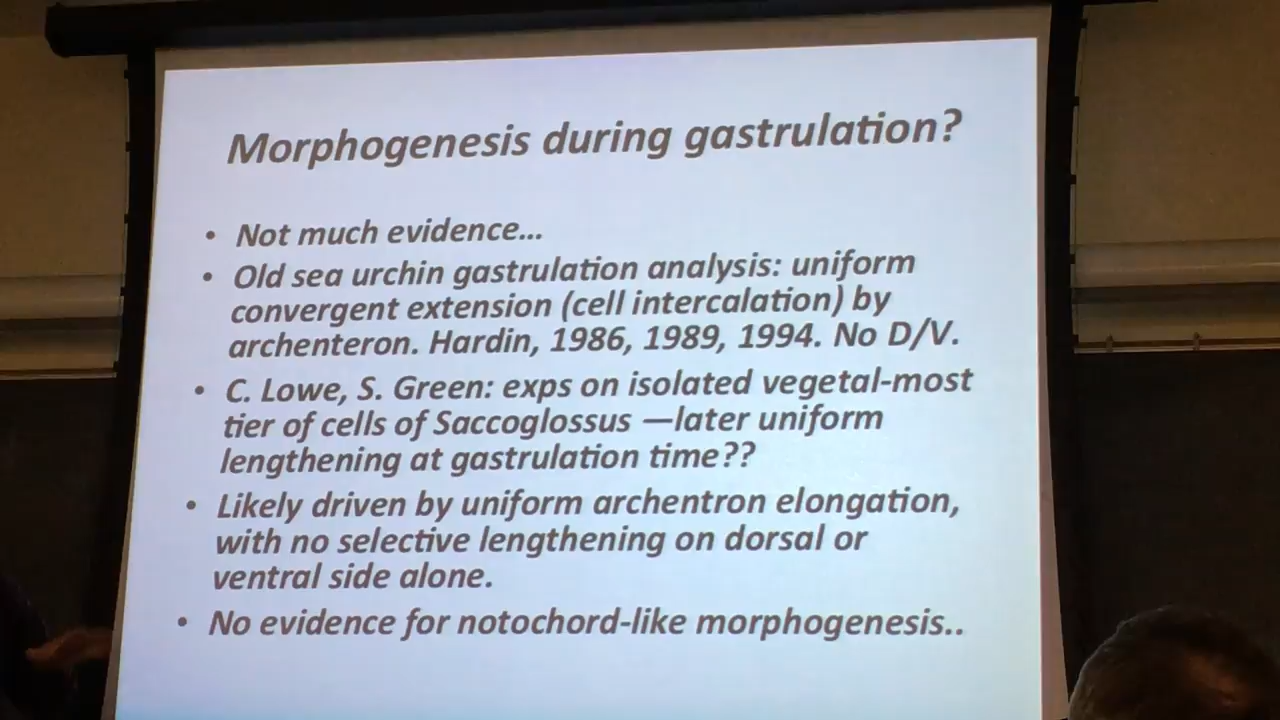 Morphogenesis during gastrulation?
• Not much evidence...
• Old sea urchin gastrulation analysis: uniform
convergent extension (cell intercalation) by
archenteron. Hardin, 1986, 1989, 1994. No D/V.
• C. Lowe, S. Green: exps on isolated vegetal-most
tier of cells of Saccoglossus —later uniform
lengthening at gastrulation time??
• Likely driven by uniform archentron elongation,
with no selective lengthening on dorsal or
ventral side alone.
• No evidence for notochord-like morphogenesis..